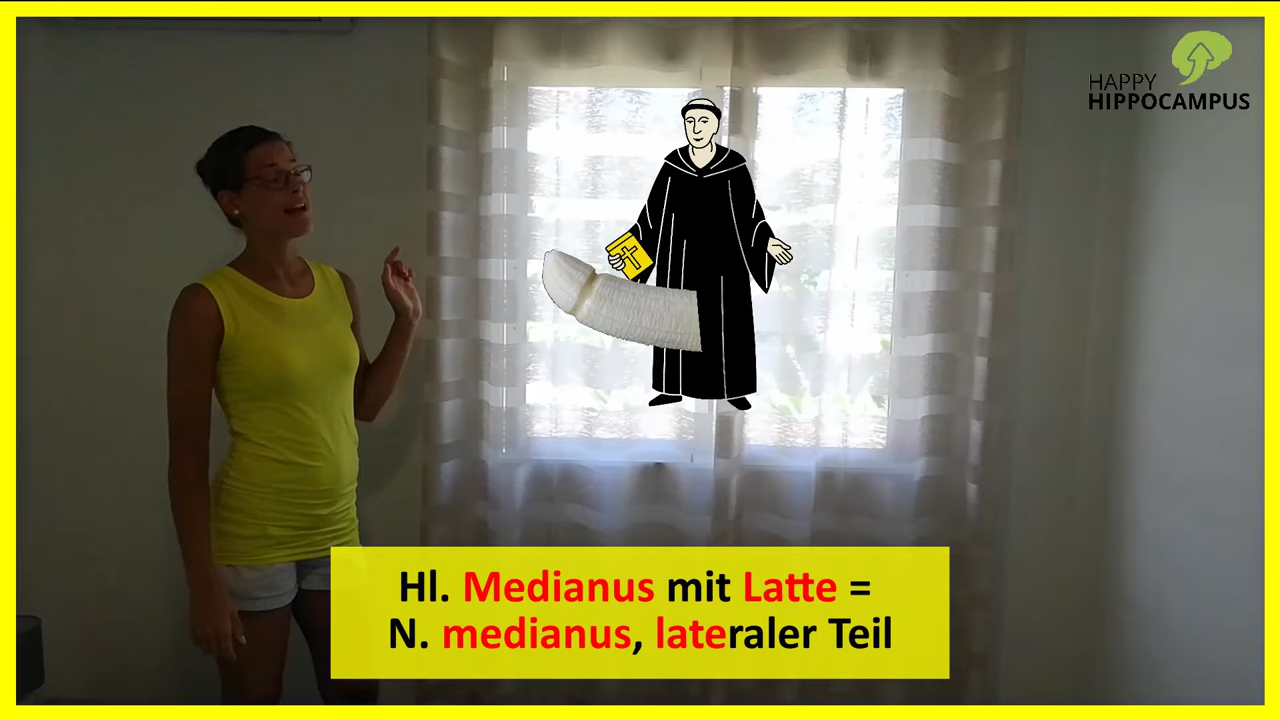 HAPPY
HIPPOCAMPUS
Hl. Medianus mit Latte =
N. medianus, lateraler Teil